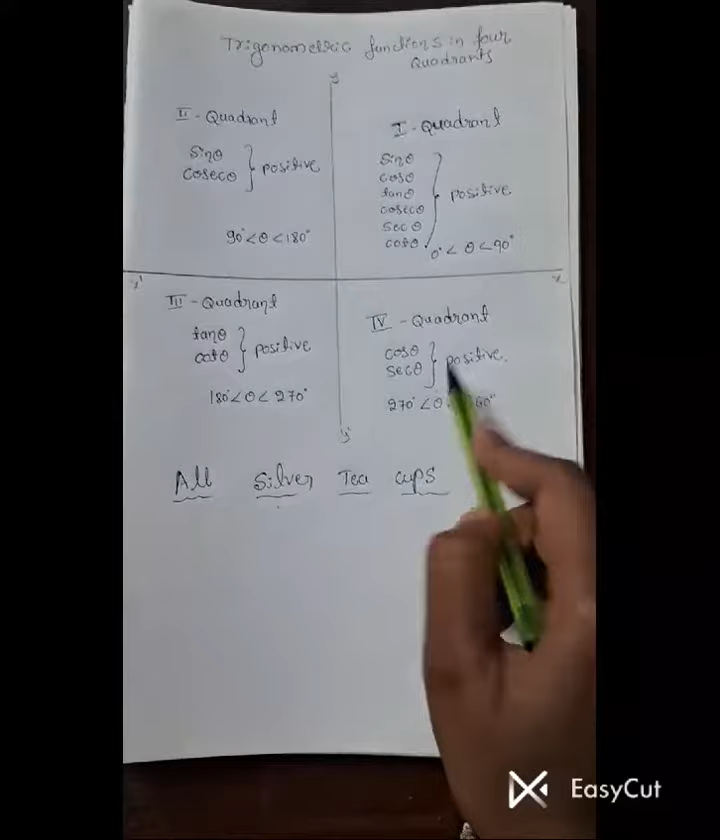 Trigonometric functions in four
Quadrants
y
II - Quadrant
sinθ
cosecθ
} positive
90° < θ < 180°
I - Quadrant
sinθ
cosθ
tanθ
cosecθ
secθ
cotθ
} positive
0° < θ < 90°
x'
x
III - Quadrant
tanθ
cotθ
} positive
180° < θ < 270°
IV - Quadrant
cosθ
secθ
} positive.
270° < θ 60°
y'
All Silver Tea cups
EasyCut